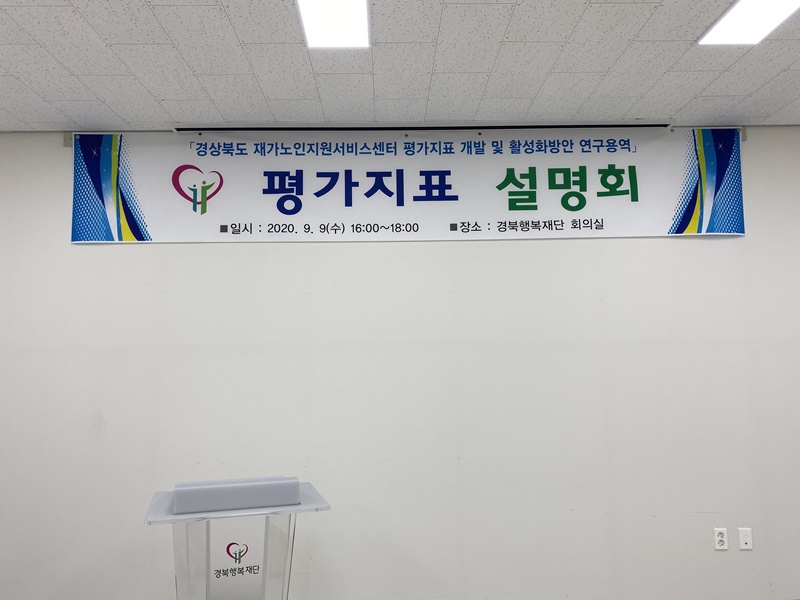 「경상북도 재가노인지원서비스센터 평가지표 개발 및 활성화방안 연구용역」
평가지표 설명회
■일시 : 2020. 9. 9(수) 16:00~18:00 ■장소 : 경북행복재단 회의실
경북행복재단